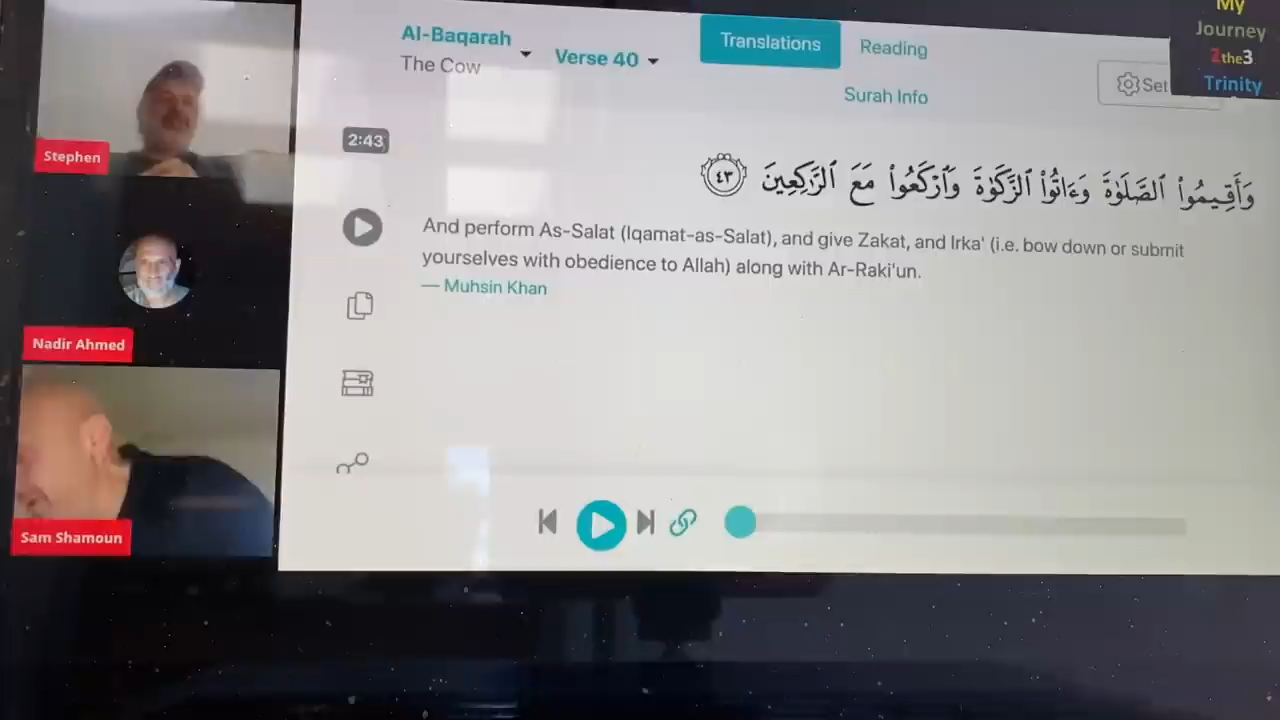 My
Journey
2the3
Trinity
Al-Baqarah
The Cow
Verse 40
Translations
Reading
Surah Info
Set
2:43
وَأَقِيمُوا۟ ٱلصَّلَوٰةَ وَءَاتُوا۟ ٱلزَّكَوٰةَ وَٱرْكَعُوا۟ مَعَ ٱلرَّٰكِعِينَ ٤٣
And perform As-Salat (Iqamat-as-Salat), and give Zakat, and Irka' (i.e. bow down or submit
yourselves with obedience to Allah) along with Ar-Raki'un.
— Muhsin Khan
Stephen
Nadir Ahmed
Sam Shamoun